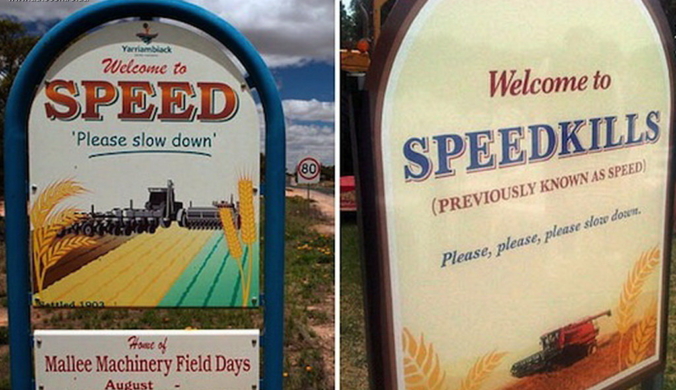 Yarriambiack
Welcome to
SPEED
'Please slow down'
80
Settled 1903
Home of
Mallee Machinery Field Days
August -
Welcome to
SPEEDKILLS
(PREVIOUSLY KNOWN AS SPEED)
Please, please, please slow down.